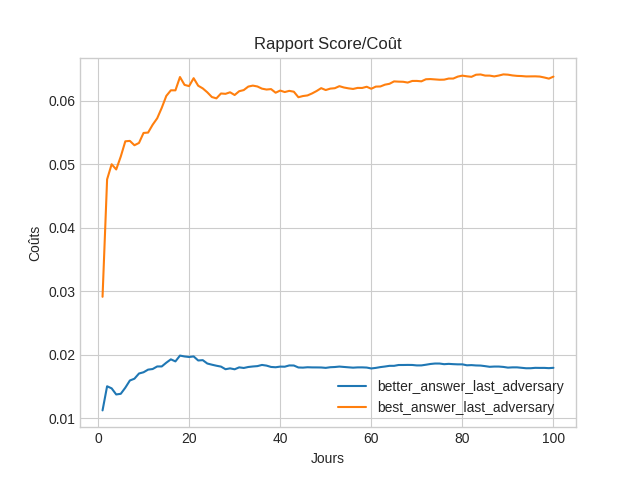 Rapport Score/Coût
0.06
0.05
0.04
0.03
0.02
0.01
Coûts
better_answer_last_adversary
best_answer_last_adversary
0 20 40 60 80 100
Jours